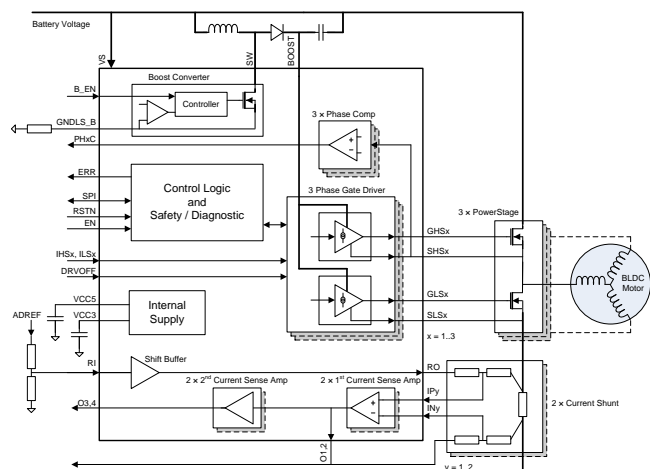 Battery Voltage
VS
SW
BOOST
Boost Converter
B_EN
Controller
GNDLS_B
3 × Phase Comp
PHxC
ERR
SPI
RSTN
EN
Control Logic
and
Safety / Diagnostic
3 Phase Gate Driver
3 × PowerStage
GHSx
SHSx
IHSx, ILSx
DRVOFF
BLDC
Motor
GLSx
SLSx
VCC5
VCC3
Internal
Supply
ADREF
x = 1..3
RI
Shift Buffer
RO
2 × 2nd Current Sense Amp
2 × 1st Current Sense Amp
IPy
INy
2 × Current Shunt
O3,4
O1,2
y = 1, 2